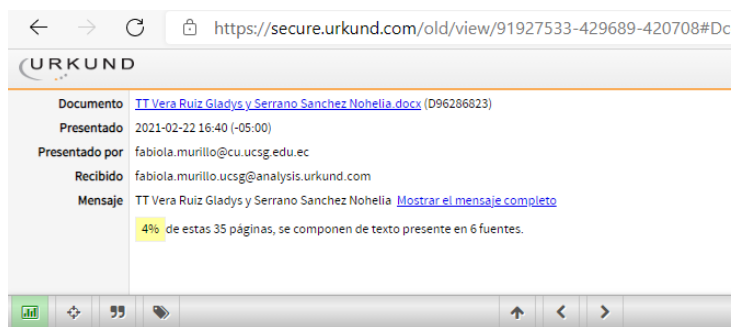 https://secure.urkund.com/old/view/91927533-429689-420708#Dc
URKUND
Documento TT Vera Ruiz Gladys y Serrano Sanchez Nohelia.docx (D96286823)
Presentado 2021-02-22 16:40 (-05:00)
Presentado por fabiola.murillo@cu.ucsg.edu.ec
Recibido fabiola.murillo.ucsg@analysis.urkund.com
Mensaje TT Vera Ruiz Gladys y Serrano Sanchez Nohelia Mostrar el mensaje completo
4% de estas 35 páginas, se componen de texto presente en 6 fuentes.